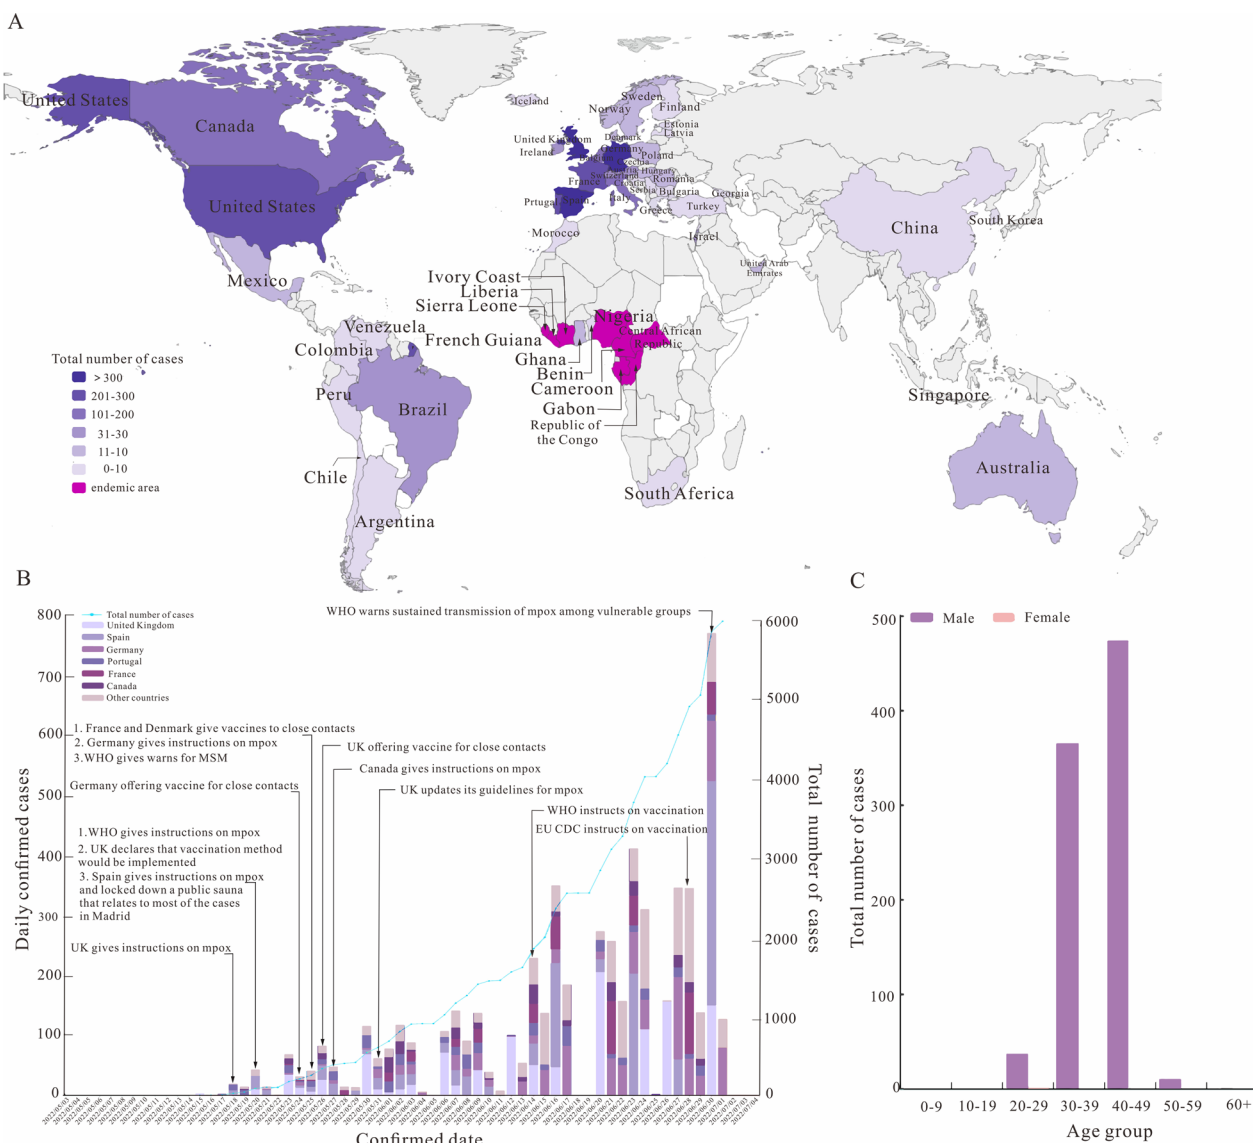 A
United States
Canada
United States
Mexico
Venezuela
Colombia
Peru
Brazil
Chile
Argentina
Iceland
Sweden
Norway
Finland
Estonia
Latvia
United Kingdom
Ireland
Denmark
Germany
Poland
Czechia
Hungary
Switzerland
France
Croatia
Romania
Serbia
Bulgaria
Georgia
Prtugal
Spain
Italy
Greece
Turkey
Morocco
Israel
United Arab
Emirates
China
South Korea
Ivory Coast
Liberia
Sierra Leone
French Guiana
Nigeria
Central African
Republic
Ghana
Benin
Cameroon
Gabon
Republic of
the Congo
South Aferica
Singapore
Australia
Total number of cases
> 300
201-300
101-200
31-30
11-10
0-10
endemic area
B
Total number of cases
United Kingdom
Spain
Germany
Portugal
France
Canada
Other countries
WHO warns sustained transmission of mpox among vulnerable groups
1. France and Denmark give vaccines to close contacts
2. Germany gives instructions on mpox
3.WHO gives warns for MSM
UK offering vaccine for close contacts
Canada gives instructions on mpox
Germany offering vaccine for close contacts
UK updates its guidelines for mpox
WHO instructs on vaccination
EU CDC instructs on vaccination
1.WHO gives instructions on mpox
2. UK declares that vaccination method
would be implemented
3. Spain gives instructions on mpox
and locked down a public sauna
that relates to most of the cases
in Madrid
UK gives instructions on mpox
Daily confirmed cases
800
700
600
500
400
300
200
100
0
6000
5000
4000
3000
2000
1000
0
Total number of cases
Confirmed date
C
Male
Female
Total number of cases
500
400
300
200
100
0
0-9
10-19
20-29
30-39
40-49
50-59
60+
Age group